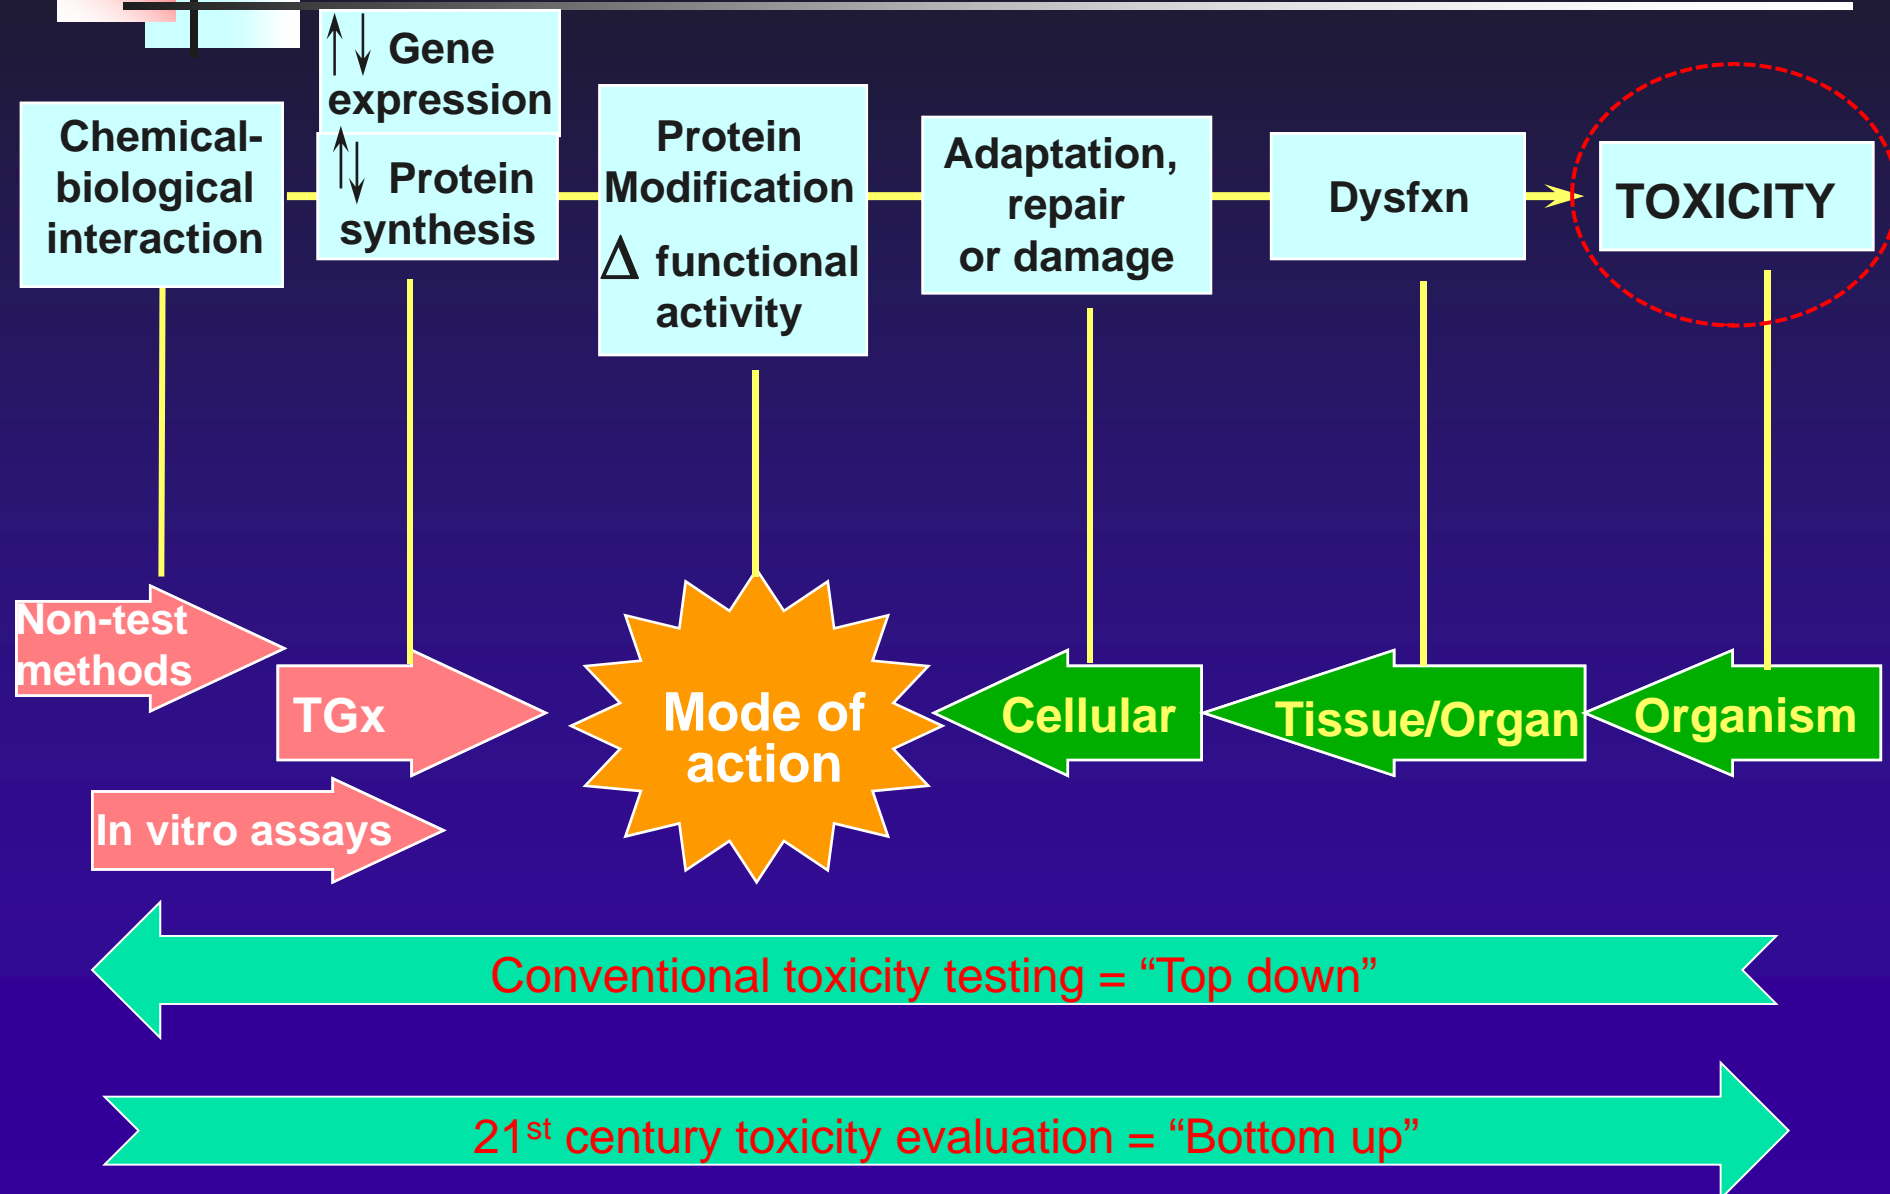 ↑↓ Gene
expression
Chemical-
biological
interaction
↑↓ Protein
synthesis
Protein
Modification
Δ functional
activity
Adaptation,
repair
or damage
Dysfxn
TOXICITY
Non-test
methods
TGx
In vitro assays
Mode of
action
Cellular
Tissue/Organ
Organism
Conventional toxicity testing = “Top down”
21st century toxicity evaluation = “Bottom up”